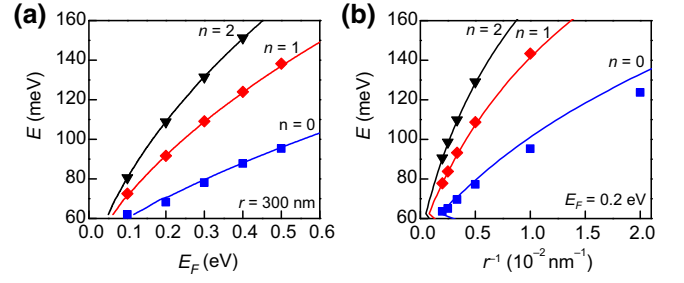 (a)
160
140
120
100
80
60
E (meV)
n = 2
n = 1
n = 0
r = 300 nm
0.0 0.1 0.2 0.3 0.4 0.5 0.6
E_F (eV)
(b)
160
140
120
100
80
60
E (meV)
n = 2
n = 1
n = 0
E_F = 0.2 eV
0.0 0.5 1.0 1.5 2.0
r⁻¹ (10⁻² nm⁻¹)